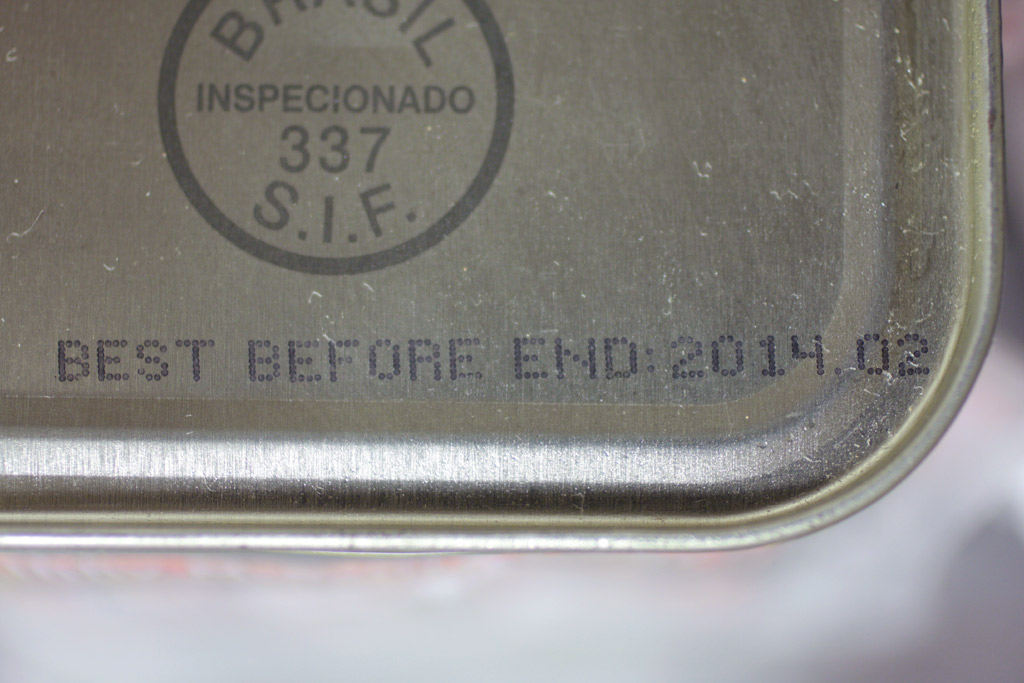 BRASIL
INSPECIONADO
337
S.I.F.
BEST BEFORE END:2014.02